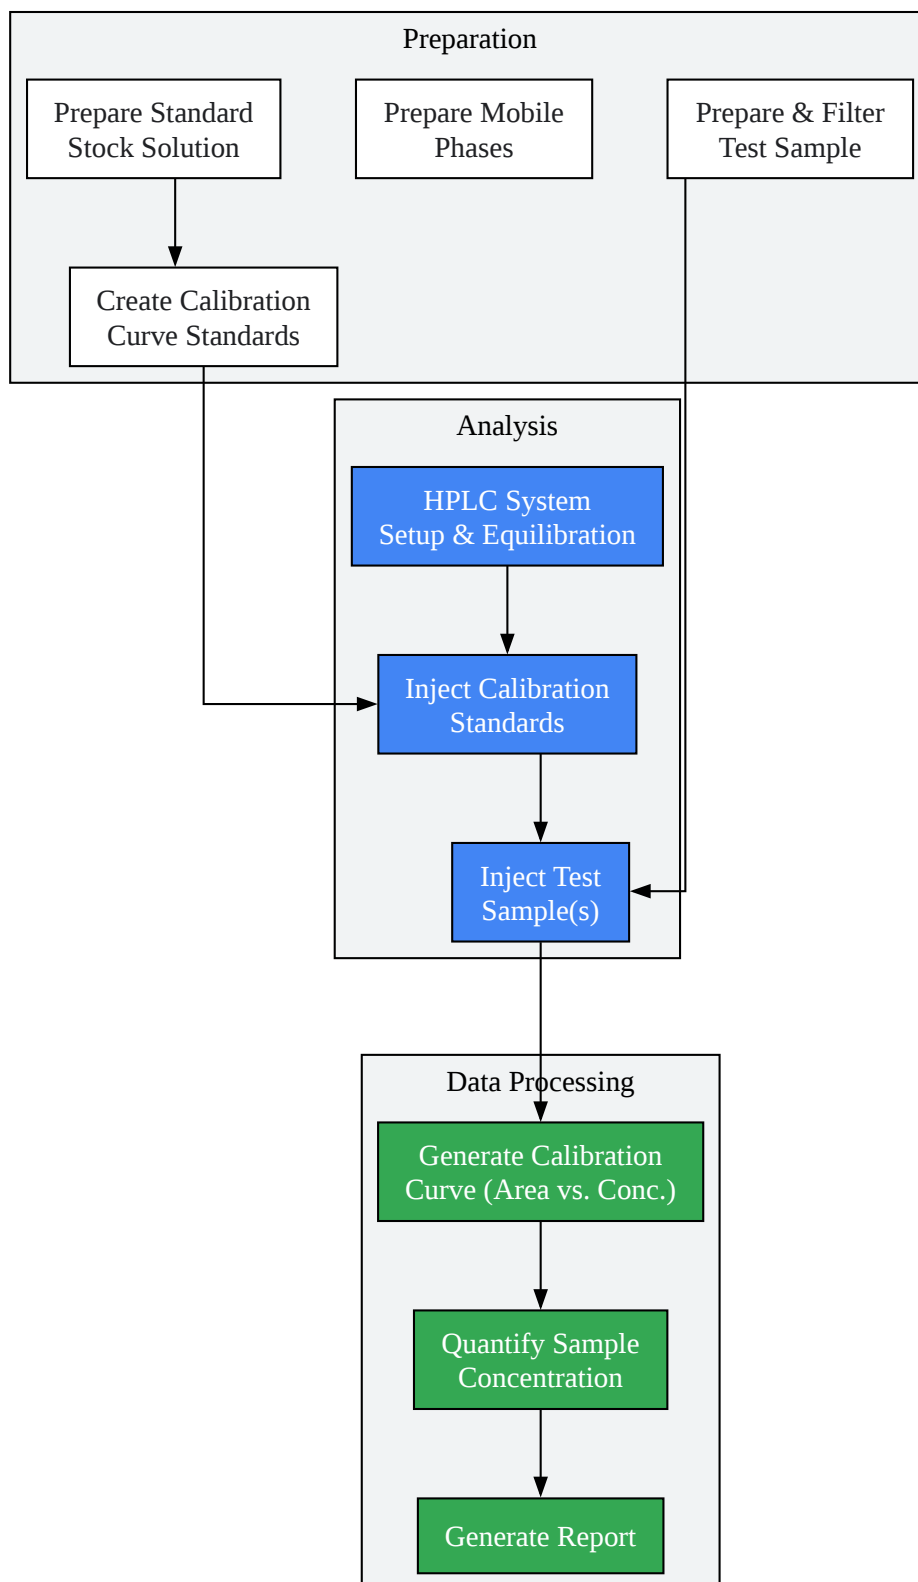 Preparation
Prepare Standard
Stock Solution
Prepare Mobile
Phases
Prepare & Filter
Test Sample
Create Calibration
Curve Standards
Analysis
HPLC System
Setup & Equilibration
Inject Calibration
Standards
Inject Test
Sample(s)
Data Processing
Generate Calibration
Curve (Area vs. Conc.)
Quantify Sample
Concentration
Generate Report